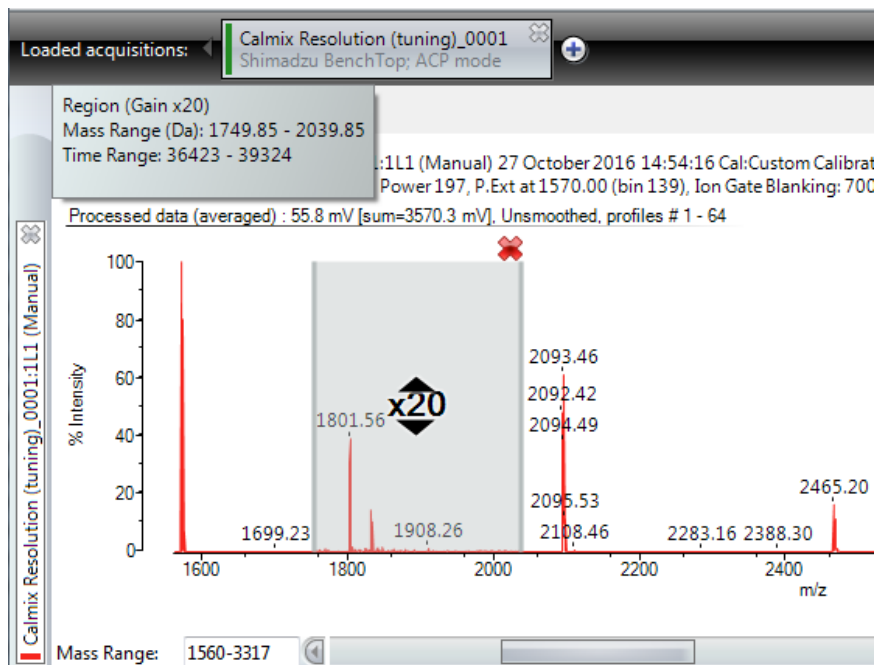 Loaded acquisitions:
Calmix Resolution (tuning)_0001
Shimadzu BenchTop; ACP mode
Region (Gain x20)
Mass Range (Da): 1749.85 - 2039.85
Time Range: 36423 - 39324
:1L1 (Manual) 27 October 2016 14:54:16 Cal:Custom Calibrat
Power 197, P.Ext at 1570.00 (bin 139), Ion Gate Blanking: 700
Processed data (averaged) : 55.8 mV [sum=3570.3 mV], Unsmoothed, profiles # 1 - 64
Calmix Resolution (tuning)_0001:1L1 (Manual)
% Intensity
100
80
60
40
20
0
x20
1801.56
2093.46
2092.42
2094.49
2095.53
2465.20
1699.23
1908.26
2108.46
2283.16
2388.30
1600
1800
2000
2200
2400
m/z
Mass Range:
1560-3317